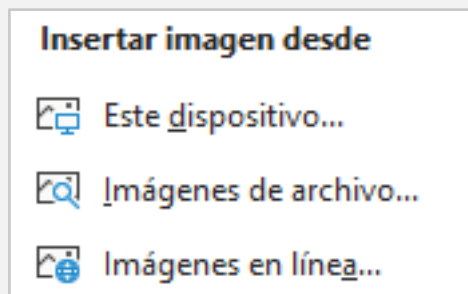 Insertar imagen desde
Este dispositivo...
Imágenes de archivo...
Imágenes en línea...